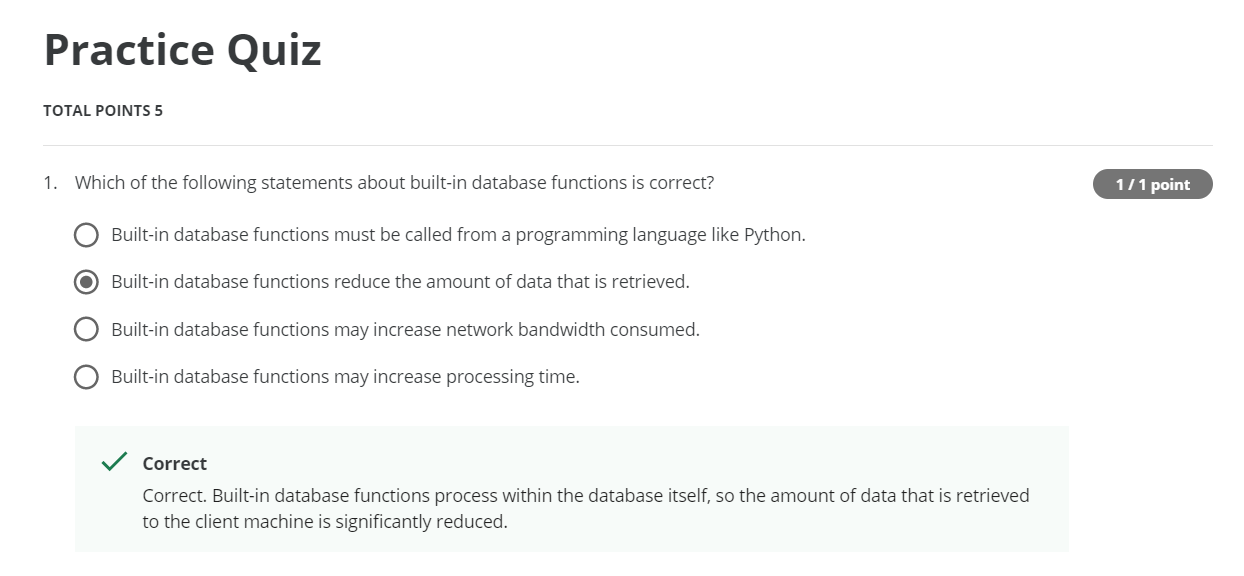 Practice Quiz
TOTAL POINTS 5
1. Which of the following statements about built-in database functions is correct?
1 / 1 point
Built-in database functions must be called from a programming language like Python.
Built-in database functions reduce the amount of data that is retrieved.
Built-in database functions may increase network bandwidth consumed.
Built-in database functions may increase processing time.
Correct
Correct. Built-in database functions process within the database itself, so the amount of data that is retrieved
to the client machine is significantly reduced.